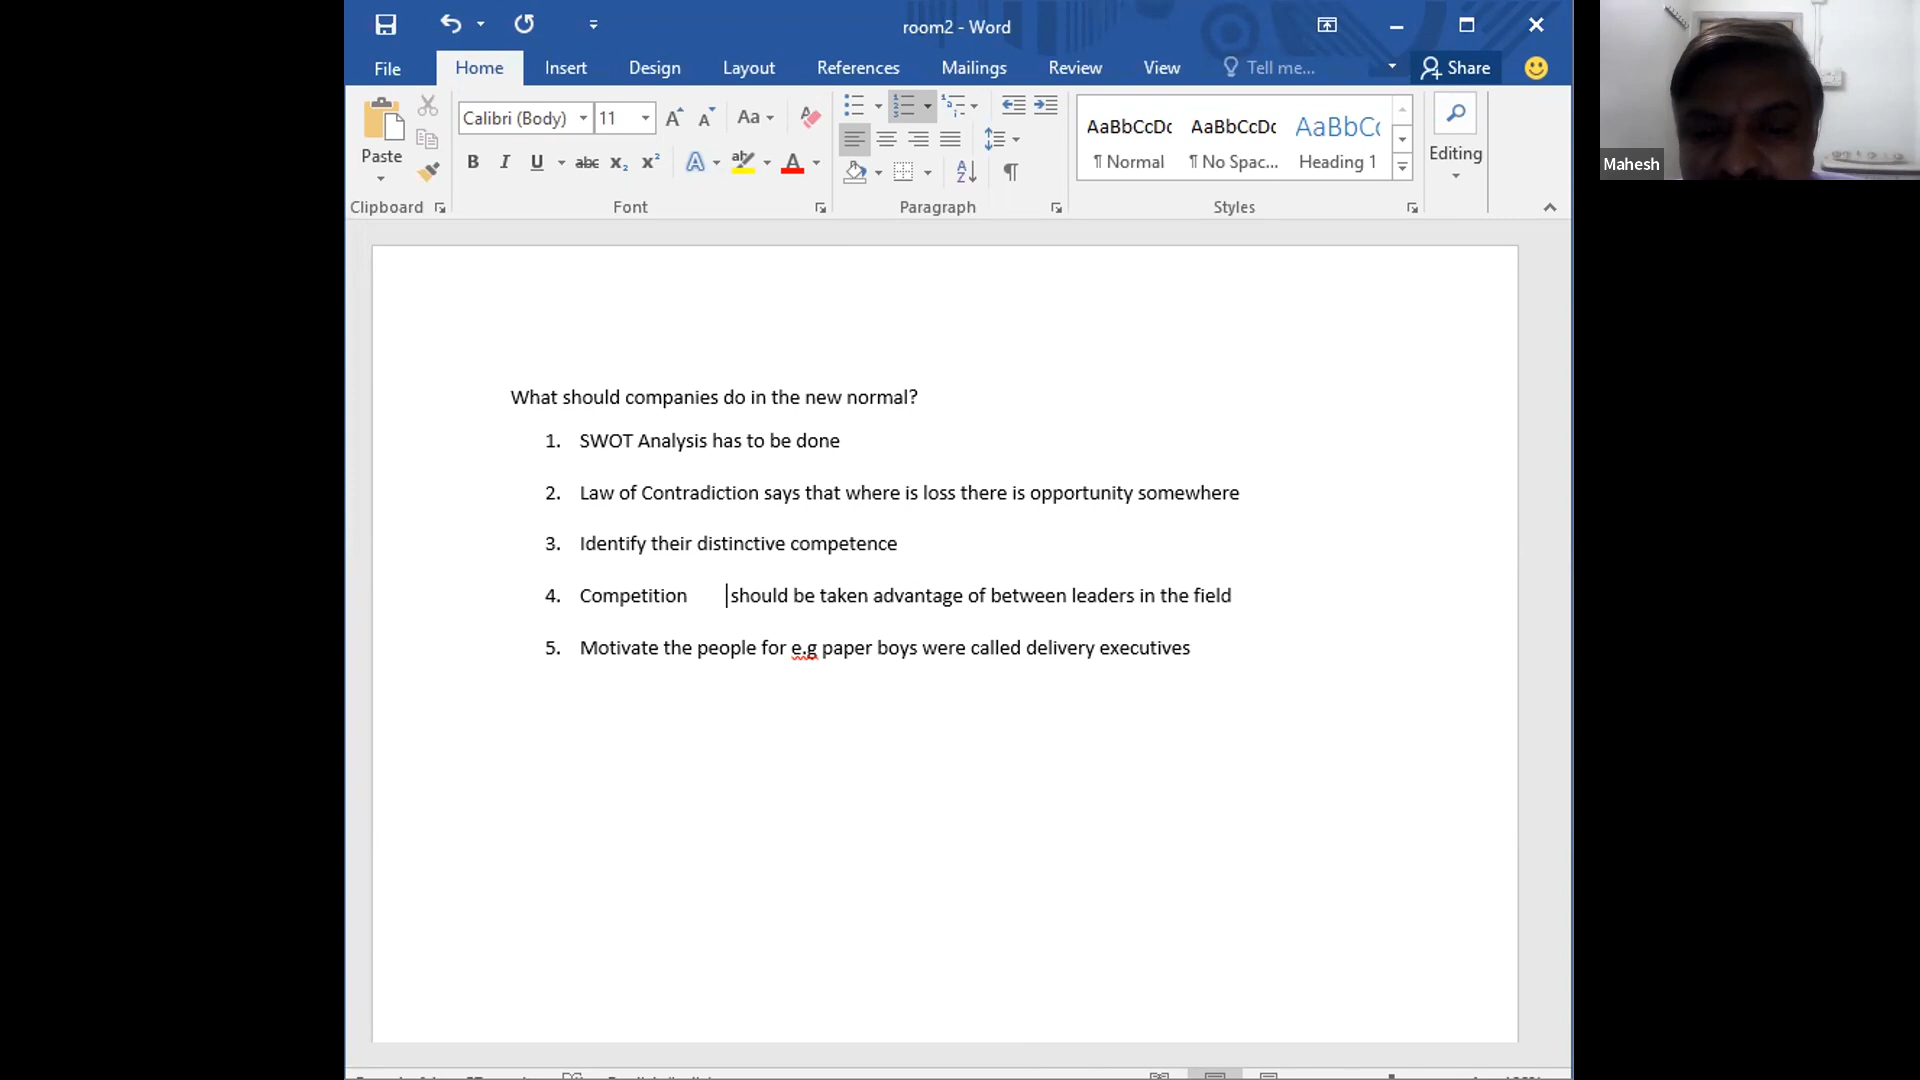 room2 - Word
File Home Insert Design Layout References Mailings Review View Tell me... Share
Calibri (Body) 11
Paste
Clipboard Font Paragraph Styles
AaBbCcDc AaBbCcDc AaBbCc
¶ Normal ¶ No Spac... Heading 1
Editing
Mahesh
What should companies do in the new normal?
1. SWOT Analysis has to be done
2. Law of Contradiction says that where is loss there is opportunity somewhere
3. Identify their distinctive competence
4. Competition should be taken advantage of between leaders in the field
5. Motivate the people for e.g paper boys were called delivery executives